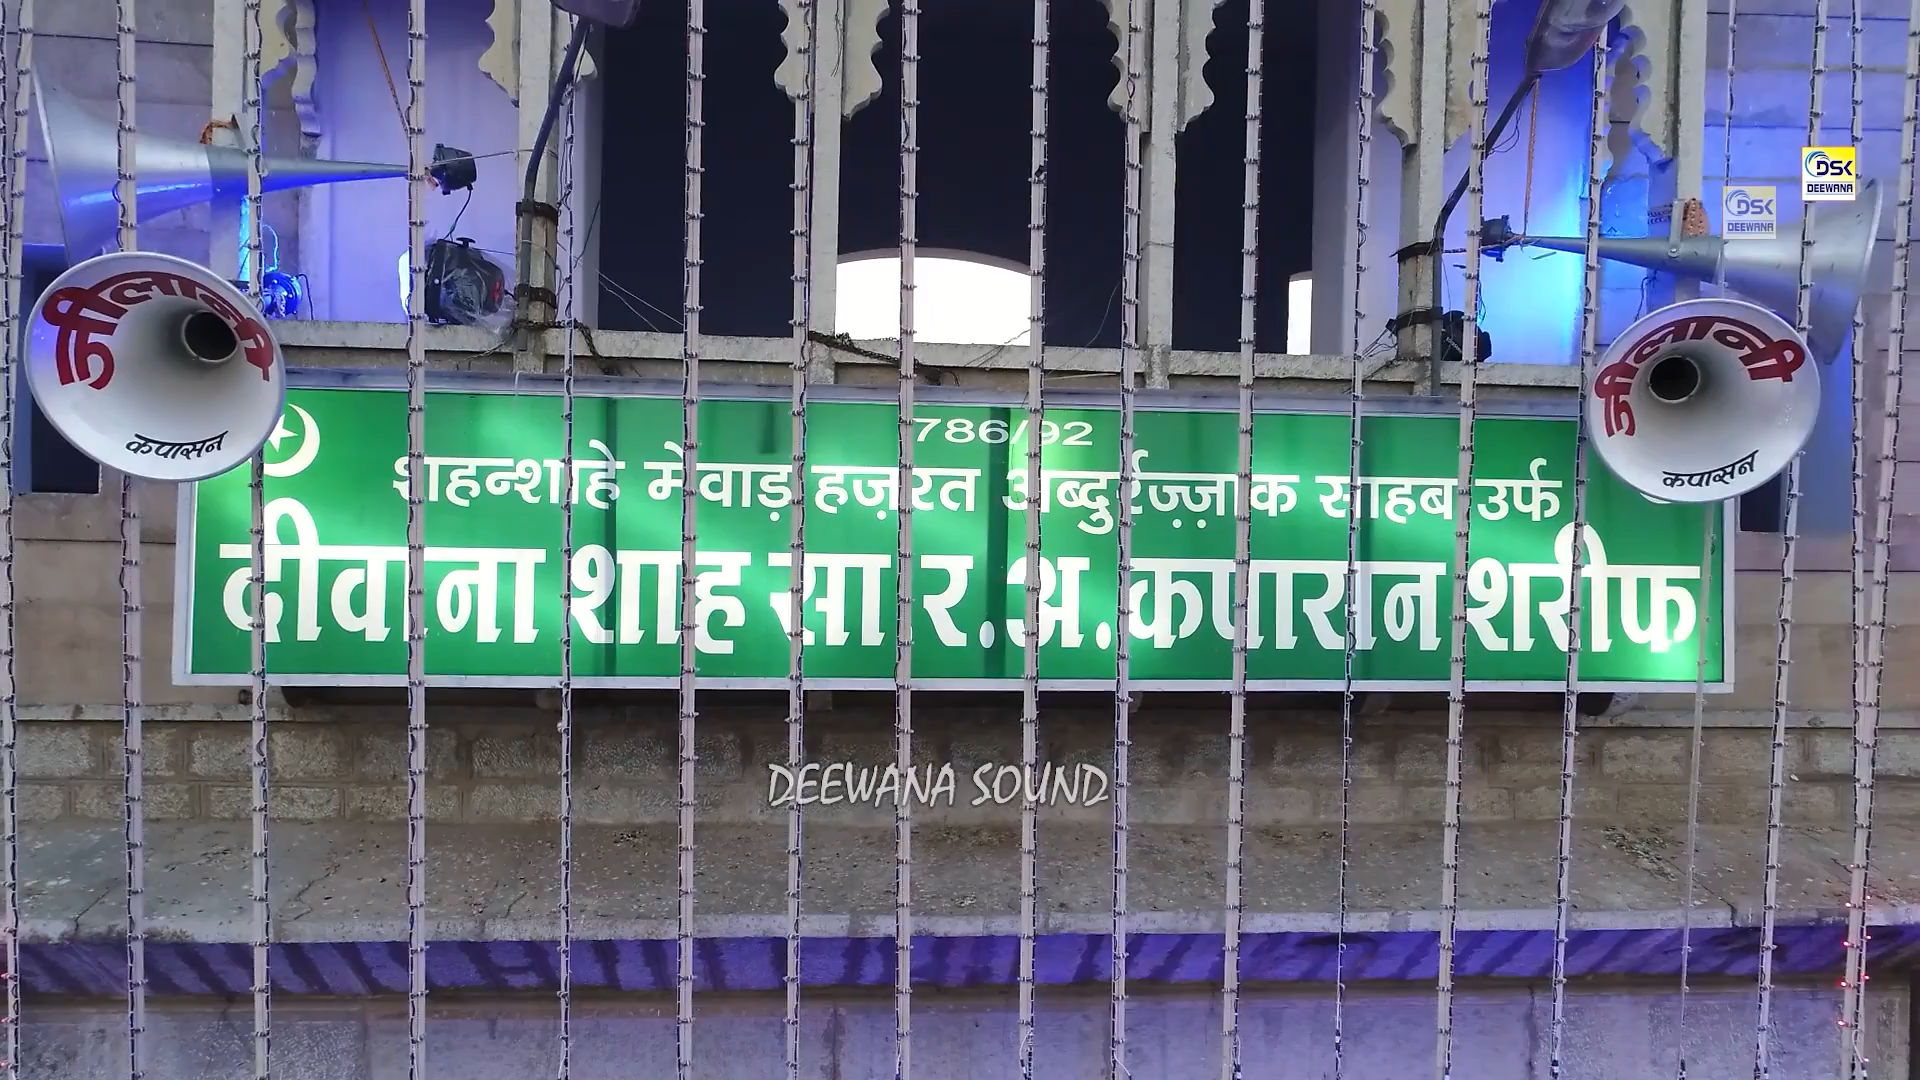 DSK
DEEWANA
DSK
DEEWANA
जीलानी
कपासन
जीलानी
कपासन
786/92
शहन्शाहे मेवाड़ हज़रत अब्दुर्रज़्ज़ाक साहब उर्फ
दीवाना शाह सा र.अ. कपासन शरीफ
DEEWANA SOUND